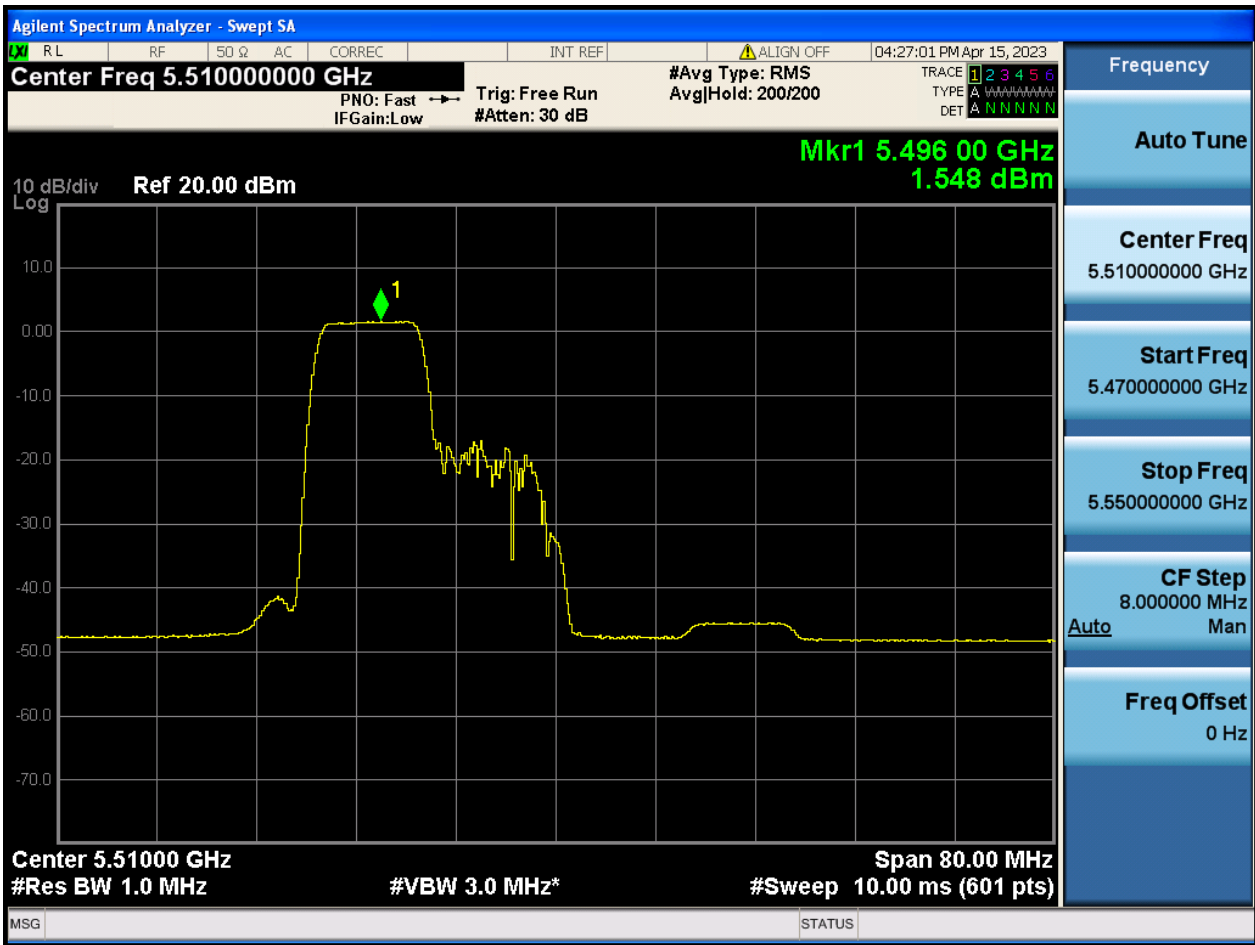 Agilent Spectrum Analyzer - Swept SA
LXI RL RF 50 Ω AC CORREC INT REF ALIGN OFF 04:27:01 PM Apr 15, 2023
Center Freq 5.510000000 GHz
PNO: Fast
IFGain:Low
Trig: Free Run
#Atten: 30 dB
#Avg Type: RMS
Avg|Hold: 200/200
TRACE 1 2 3 4 5 6
TYPE A
DET A N N N N N
Mkr1 5.496 00 GHz
1.548 dBm
10 dB/div Ref 20.00 dBm
Log
1
10.0
0.00
-10.0
-20.0
-30.0
-40.0
-50.0
-60.0
-70.0
Center 5.51000 GHz Span 80.00 MHz
#Res BW 1.0 MHz #VBW 3.0 MHz* #Sweep 10.00 ms (601 pts)
MSG STATUS
Frequency
Auto Tune
Center Freq
5.510000000 GHz
Start Freq
5.470000000 GHz
Stop Freq
5.550000000 GHz
CF Step
8.000000 MHz
Auto Man
Freq Offset
0 Hz